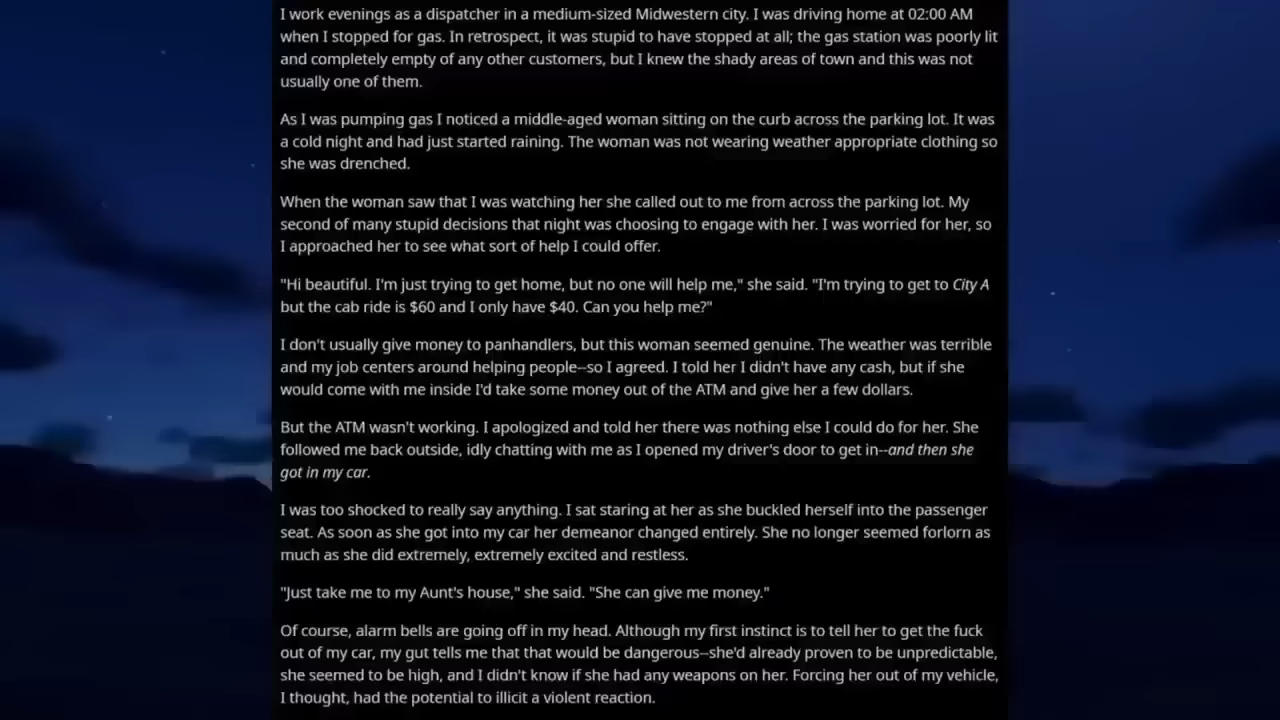 I work evenings as a dispatcher in a medium-sized Midwestern city. I was driving home at 02:00 AM
when I stopped for gas. In retrospect, it was stupid to have stopped at all; the gas station was poorly lit
and completely empty of any other customers, but I knew the shady areas of town and this was not
usually one of them.
As I was pumping gas I noticed a middle-aged woman sitting on the curb across the parking lot. It was
a cold night and had just started raining. The woman was not wearing weather appropriate clothing so
she was drenched.
When the woman saw that I was watching her she called out to me from across the parking lot. My
second of many stupid decisions that night was choosing to engage with her. I was worried for her, so
I approached her to see what sort of help I could offer.
"Hi beautiful. I'm just trying to get home, but no one will help me," she said. "I'm trying to get to City A
but the cab ride is $60 and I only have $40. Can you help me?"
I don't usually give money to panhandlers, but this woman seemed genuine. The weather was terrible
and my job centers around helping people--so I agreed. I told her I didn't have any cash, but if she
would come with me inside I'd take some money out of the ATM and give her a few dollars.
But the ATM wasn't working. I apologized and told her there was nothing else I could do for her. She
followed me back outside, idly chatting with me as I opened my driver's door to get in--and then she
got in my car.
I was too shocked to really say anything. I sat staring at her as she buckled herself into the passenger
seat. As soon as she got into my car her demeanor changed entirely. She no longer seemed forlorn as
much as she did extremely, extremely excited and restless.
"Just take me to my Aunt's house," she said. "She can give me money."
Of course, alarm bells are going off in my head. Although my first instinct is to tell her to get the fuck
out of my car, my gut tells me that that would be dangerous--she'd already proven to be unpredictable,
she seemed to be high, and I didn't know if she had any weapons on her. Forcing her out of my vehicle,
I thought, had the potential to illicit a violent reaction.